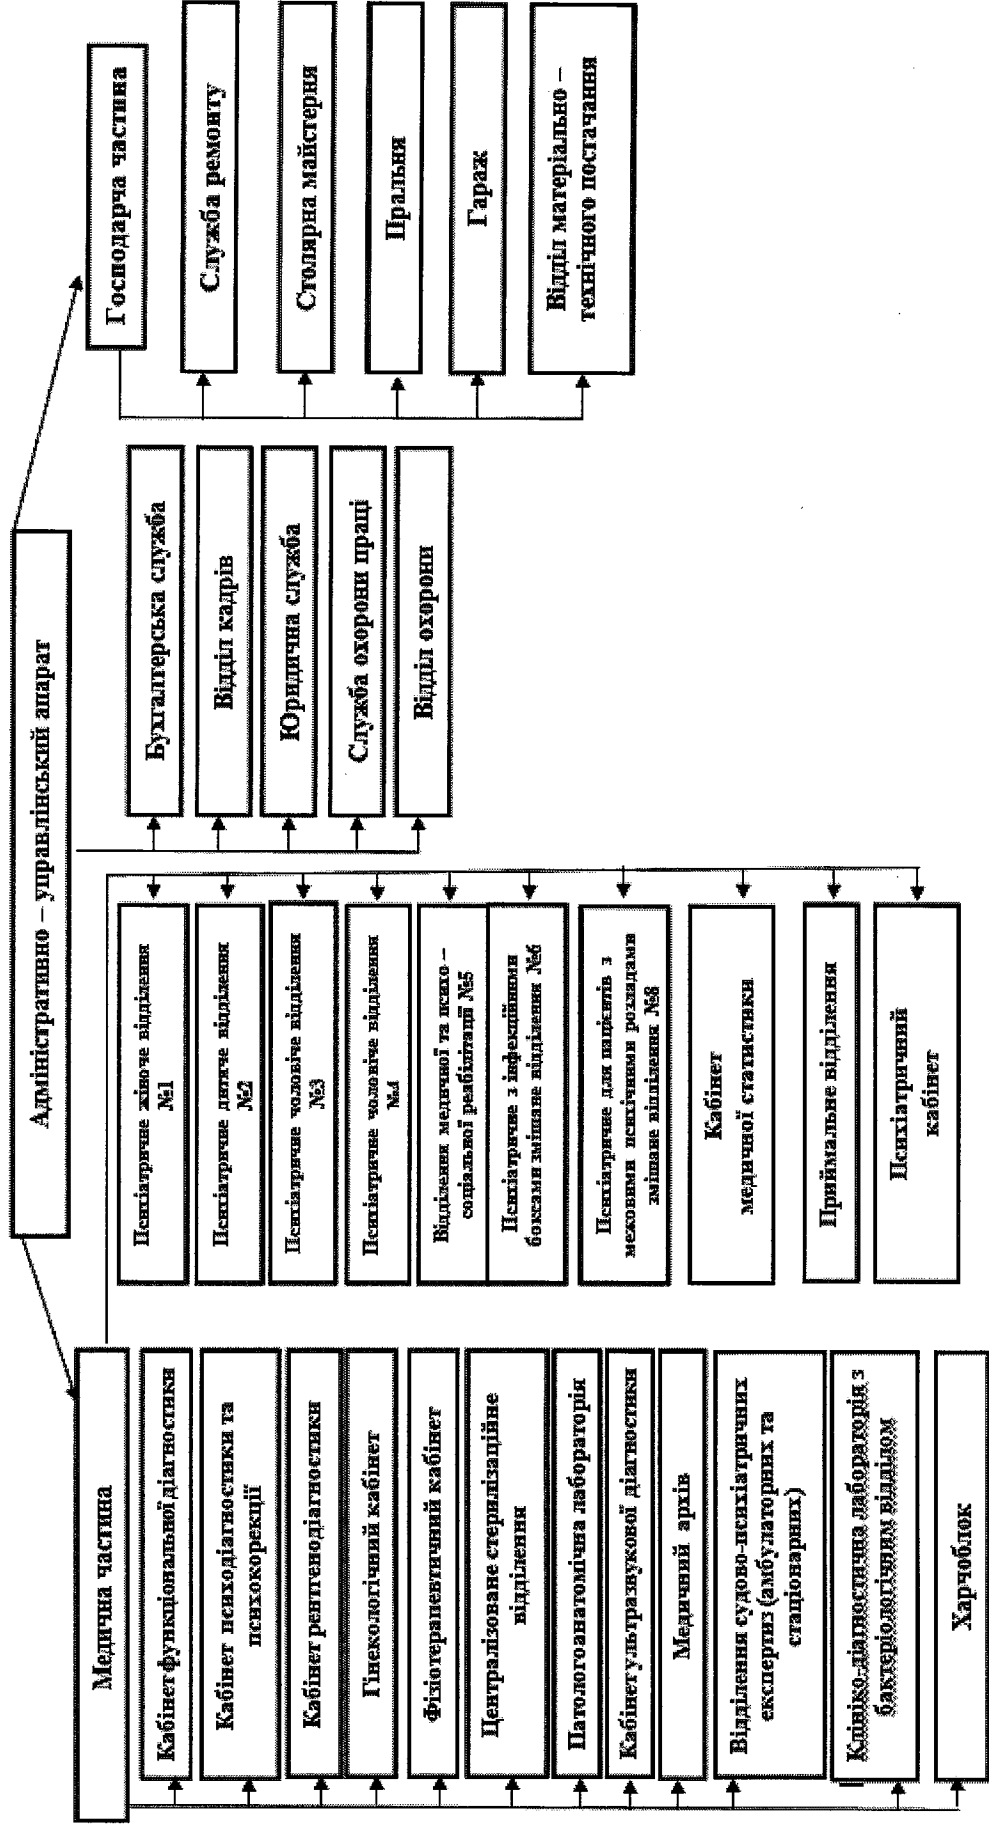 Адміністративно – управлінський апарат
Медична частина
Кабінет функціональної діагностики
Кабінет психодіагностики та
психокорекції
Кабінет рентгенодіагностики
Гінекологічний кабінет
Фізіотерапевтичний кабінет
Централізоване стерилізаційне
відділення
Патологоанатомічна лабораторія
Кабінет ультразвукової діагностики
Медичний архів
Відділення судово-психіатричних
експертиз (амбулаторних та
стаціонарних)
Клініко-діагностична лабораторія з
бактеріологічним відділом
Харчоблок
Психіатричне жіноче відділення
№1
Психіатричне дитяче відділення
№2
Психіатричне чоловіче відділення
№3
Психіатричне чоловіче відділення
№4
Відділення медичної та психо –
соціальної реабілітації №5
Психіатричне з інфекційними
боксами змішане відділення №6
Психіатричне для пацієнтів з
межовими психічними розладами
змішане відділення №8
Кабінет
медичної статистики
Приймальне відділення
Психіатричний
кабінет
Бухгалтерська служба
Відділ кадрів
Юридична служба
Служба охорони праці
Відділ охорони
Господарча частина
Служба ремонту
Столярна майстерня
Пральня
Гараж
Відділ матеріально –
технічного постачання